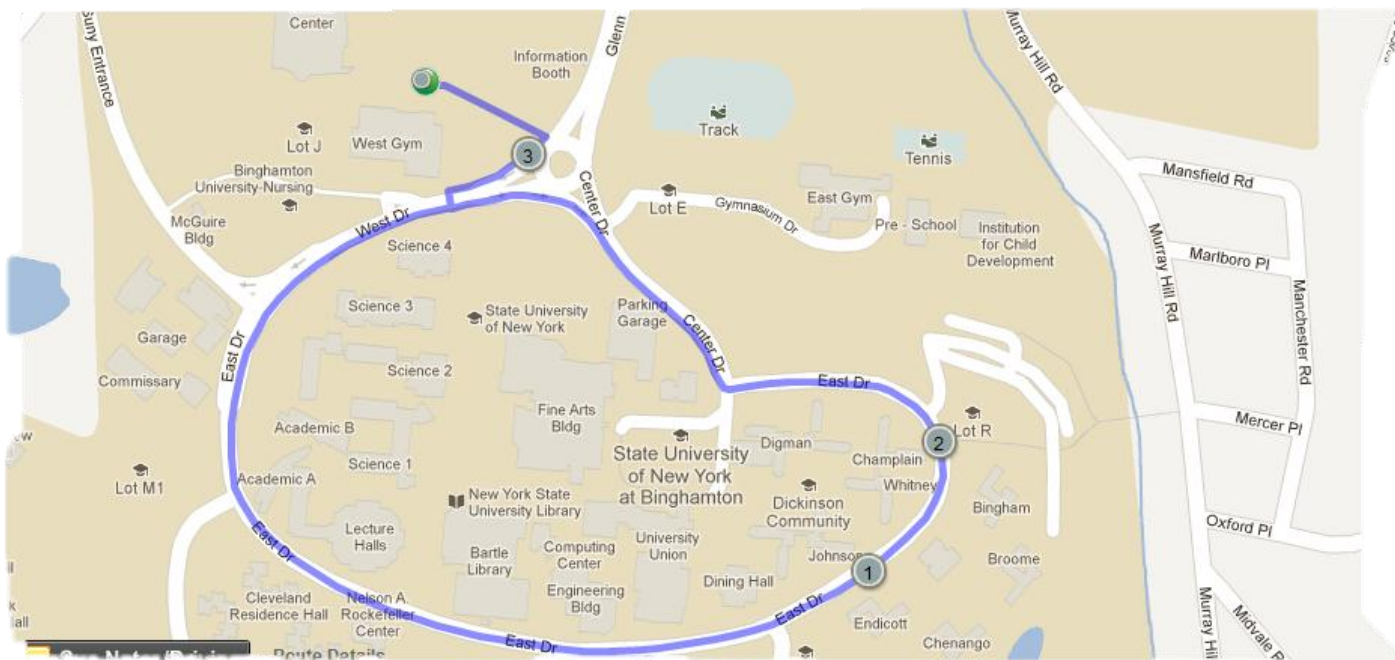 Suny Entrance
Center
Glenn
Information
Booth
Murray Hill Rd
Track
Lot J
West Gym
3
Tennis
Mansfield Rd
Binghamton
University-Nursing
Center Dr
Lot E
Gymnasium Dr
East Gym
McGuire
Bldg
West Dr
Pre - School
Institution
for Child
Development
Science 4
Murray Hill Rd
Marlboro Pl
Manchester Rd
Science 3
State University
of New York
Parking
Garage
Garage
East Dr
Center Dr
Commissary
Science 2
East Dr
Fine Arts
Bldg
Mercer Pl
Lot R
Academic B
Digman
2
State University
of New York
at Binghamton
Champlain
Science 1
Lot M1
Academic A
Whitney
New York State
University Library
Dickinson
Community
Bingham
Lecture
Halls
East Dr
University
Union
Oxford Pl
Bartle
Library
Computing
Center
Johnson
1
Broome
Dining Hall
Cleveland
Residence Hall
Nelson A.
Rockefeller
Center
Engineering
Bldg
East Dr
Endicott
Murray Hil
Midvale R
East Dr
Chenango
Route Details